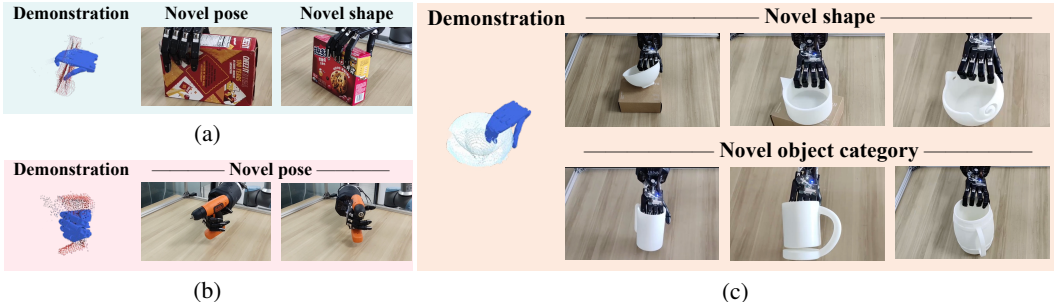 Demonstration
Novel pose
Novel shape
(a)
Demonstration
Novel pose
(b)
Demonstration
Novel shape
Novel object category
(c)